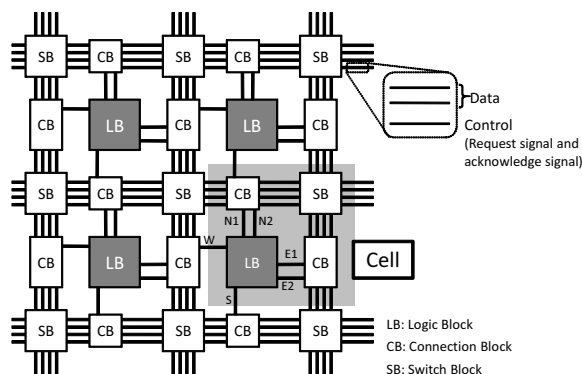 SB CB SB CB SB
Data
Control
(Request signal and
acknowledge signal)
CB LB CB LB CB
SB CB SB CB SB
N1 N2
W
CB LB CB LB E1 CB
E2
Cell
S
SB CB SB CB SB
LB: Logic Block
CB: Connection Block
SB: Switch Block